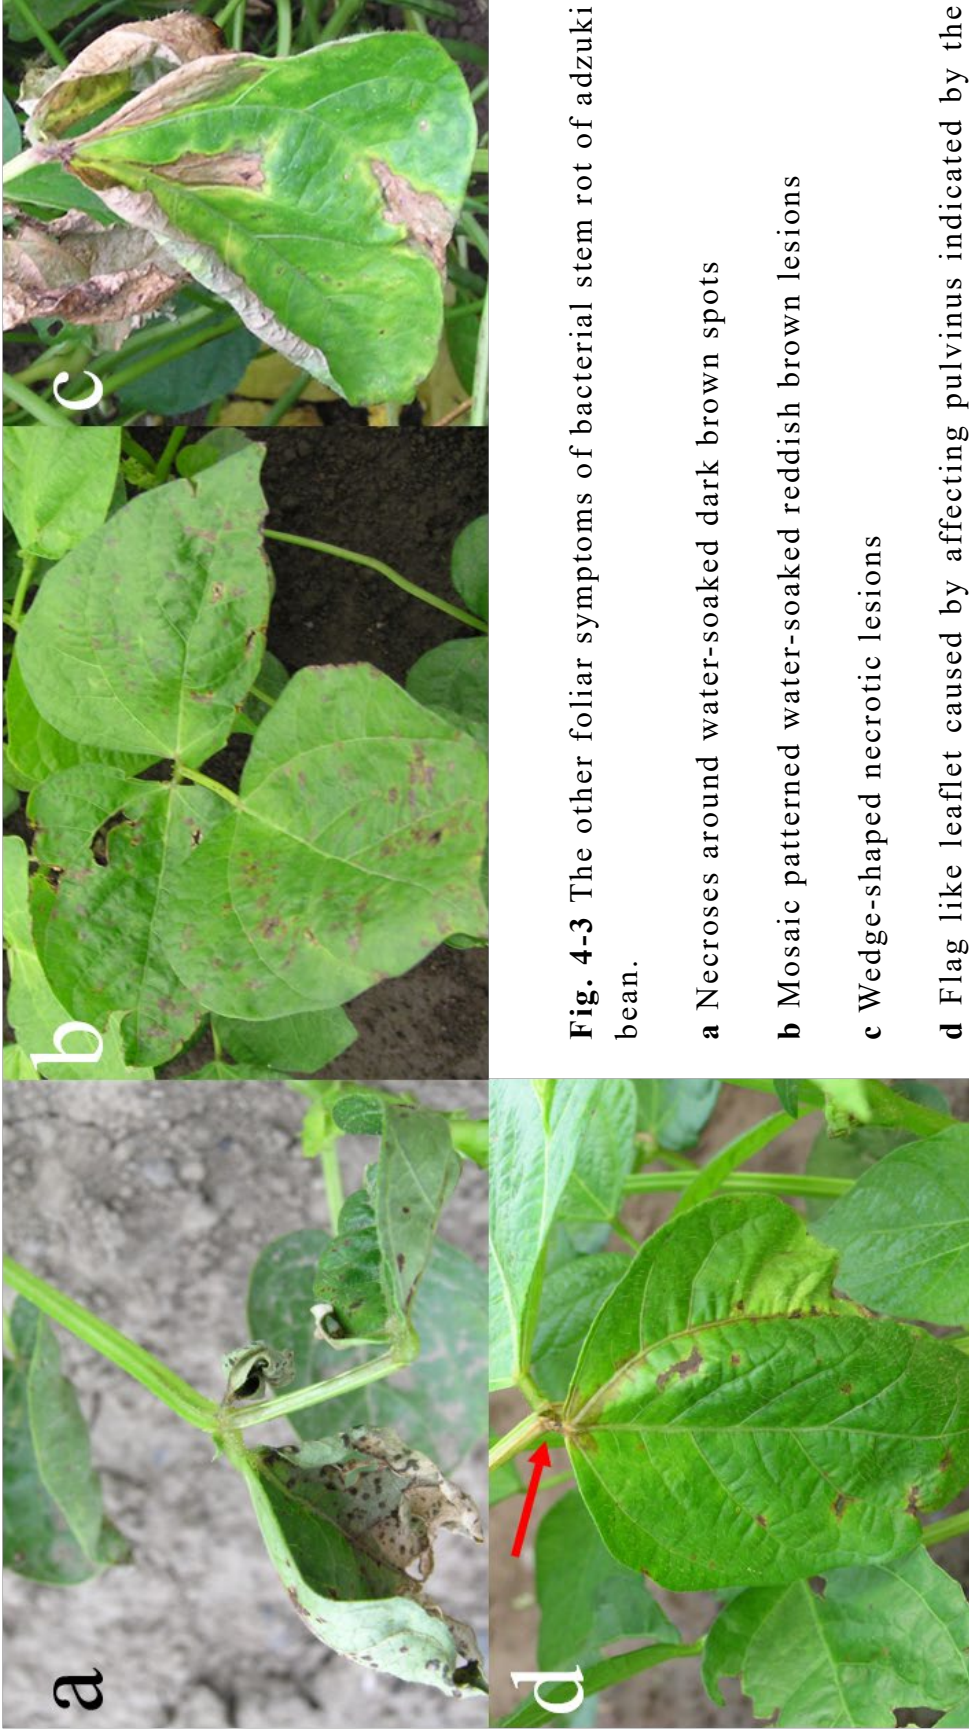 a
b
c
d
Fig. 4-3 The other foliar symptoms of bacterial stem rot of adzuki
bean.
a Necroses around water-soaked dark brown spots
b Mosaic patterned water-soaked reddish brown lesions
c Wedge-shaped necrotic lesions
d Flag like leaflet caused by affecting pulvinus indicated by the